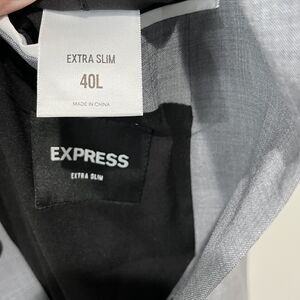 EXTRA SLIM
40L
MADE IN CHINA
EXPRESS
EXTRA SLIM